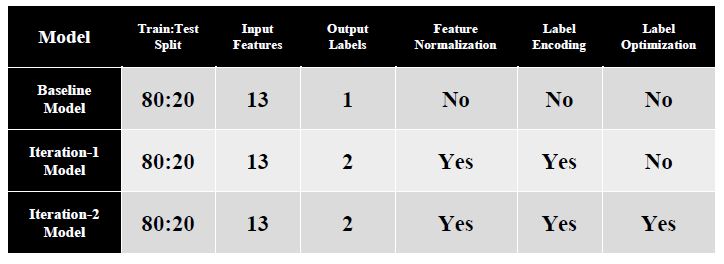 Model Train:Test Split Input Features Output Labels Feature Normalization Label Encoding Label Optimization
Baseline Model 80:20 13 1 No No No
Iteration-1 Model 80:20 13 2 Yes Yes No
Iteration-2 Model 80:20 13 2 Yes Yes Yes